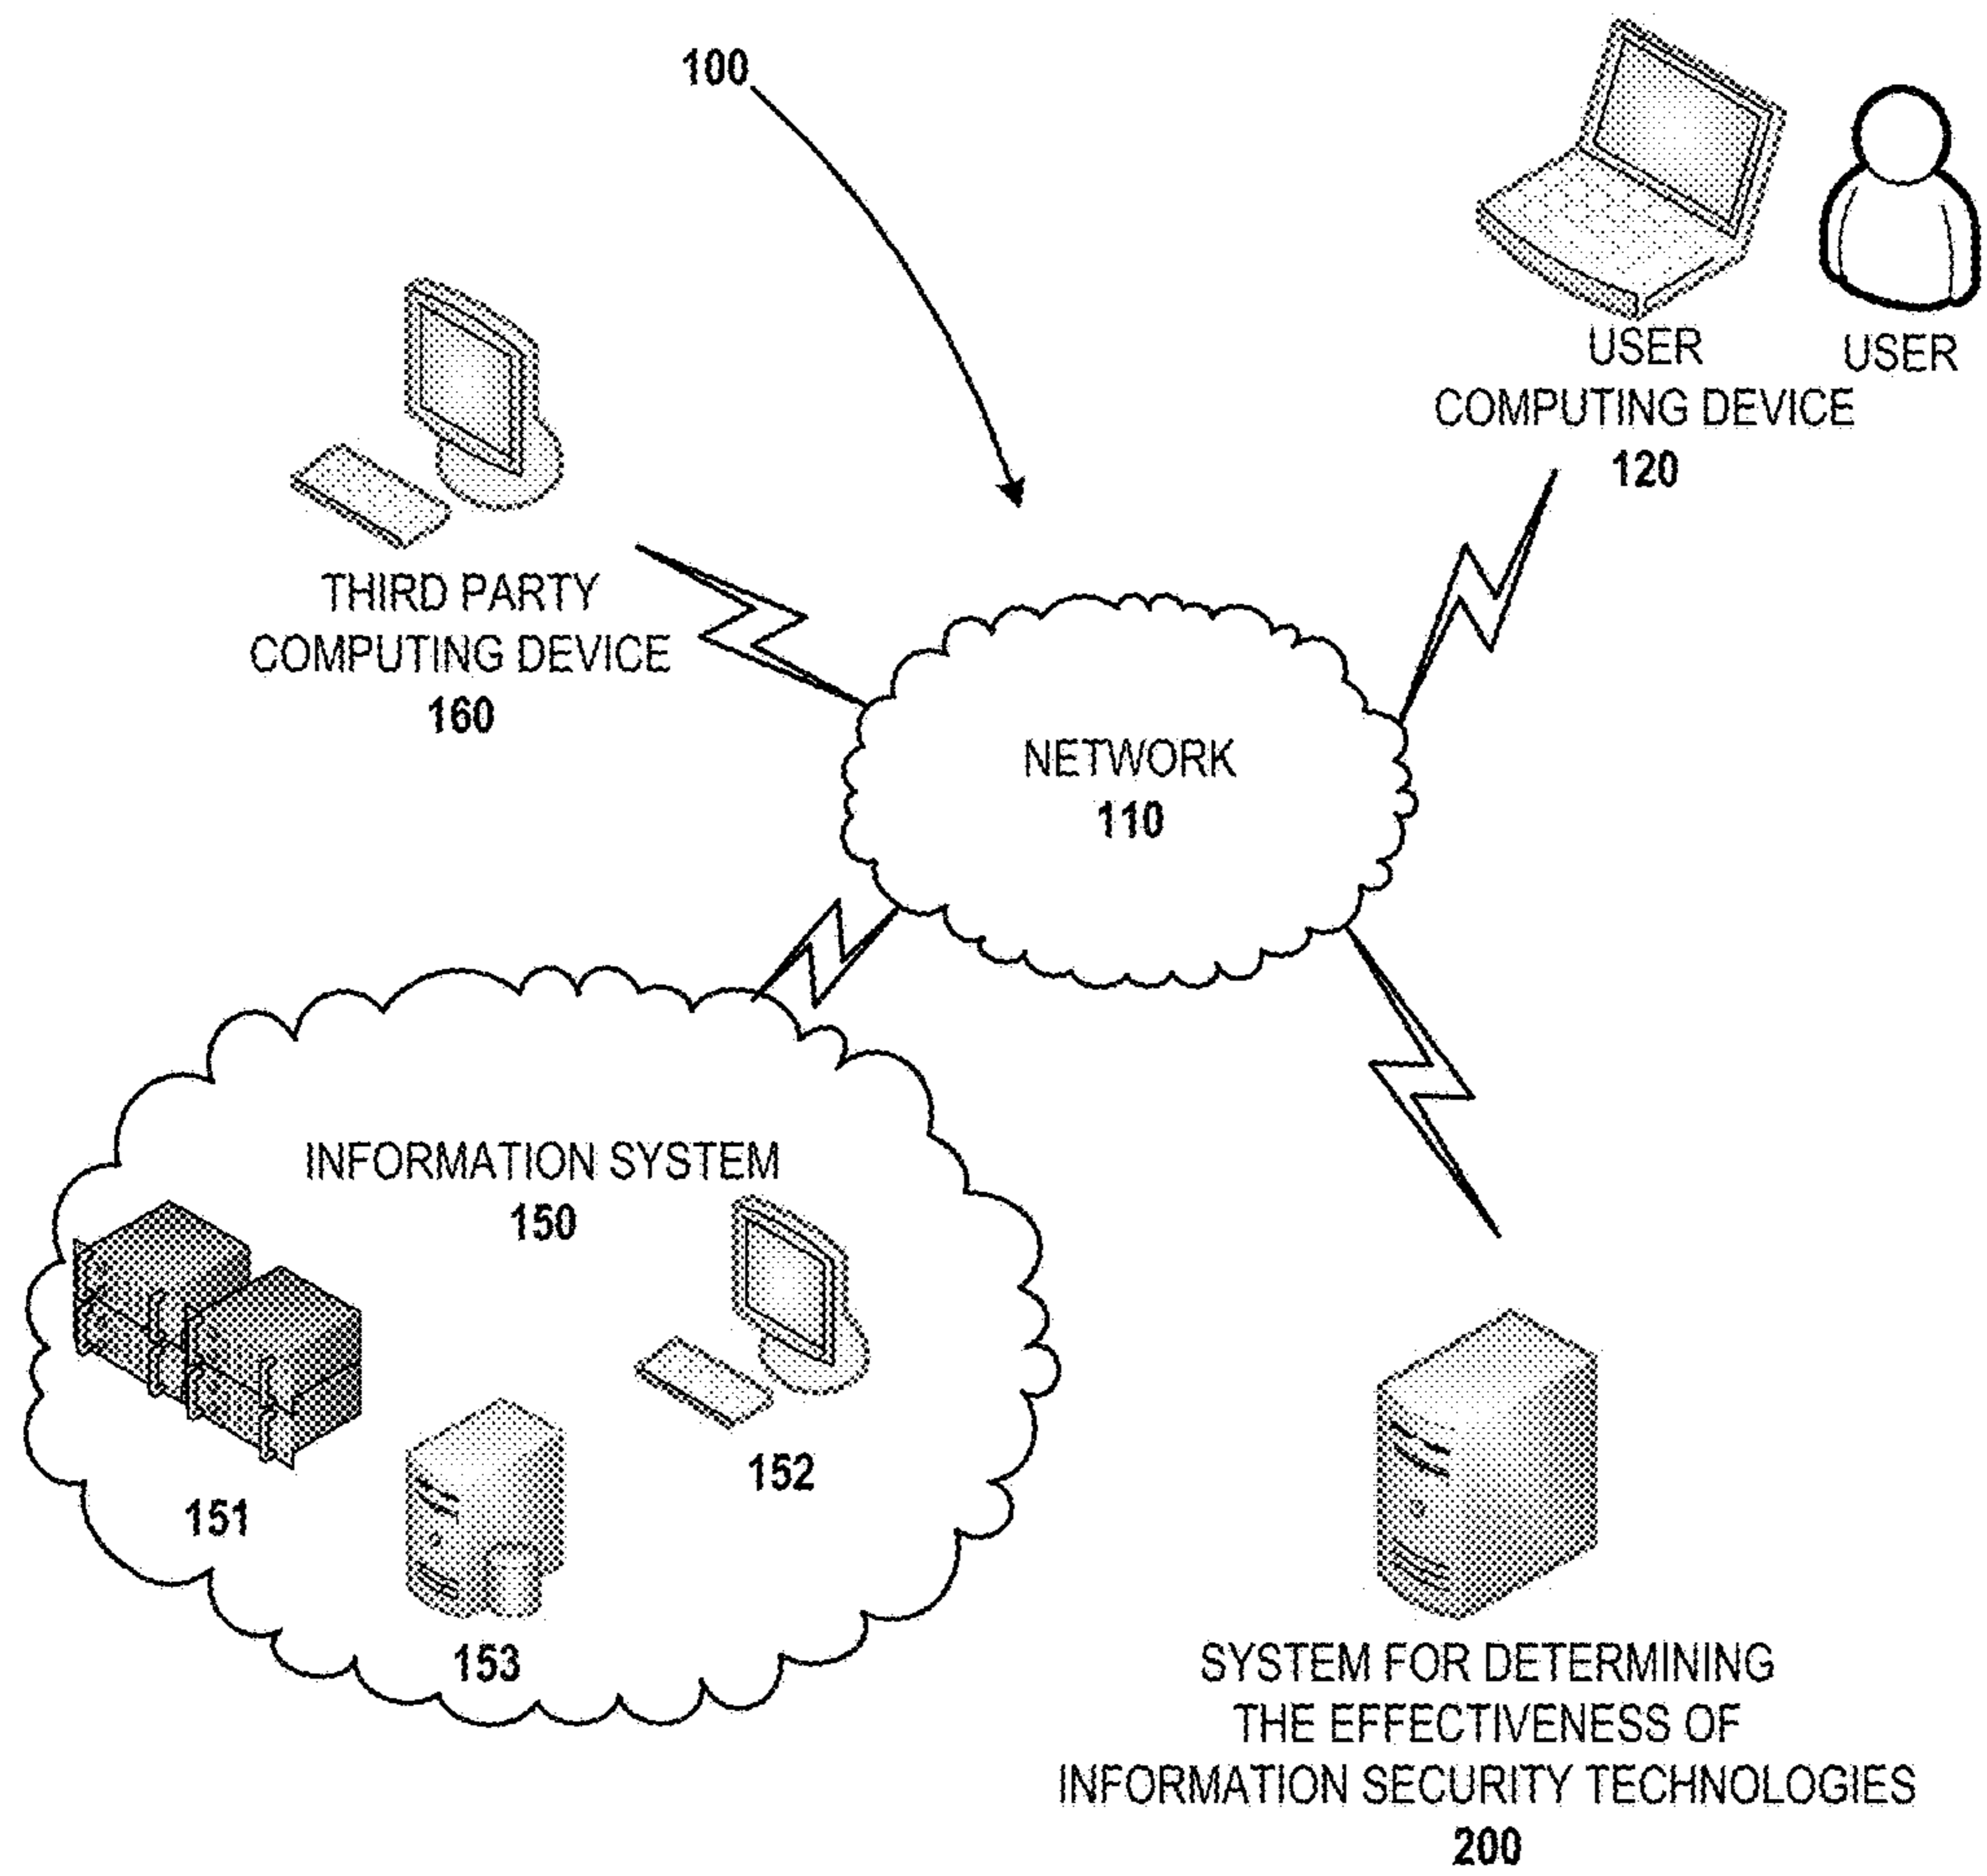 100
USER
COMPUTING DEVICE
120
USER
THIRD PARTY
COMPUTING DEVICE
160
NETWORK
110
INFORMATION SYSTEM
150
151
152
153
SYSTEM FOR DETERMINING
THE EFFECTIVENESS OF
INFORMATION SECURITY TECHNOLOGIES
200